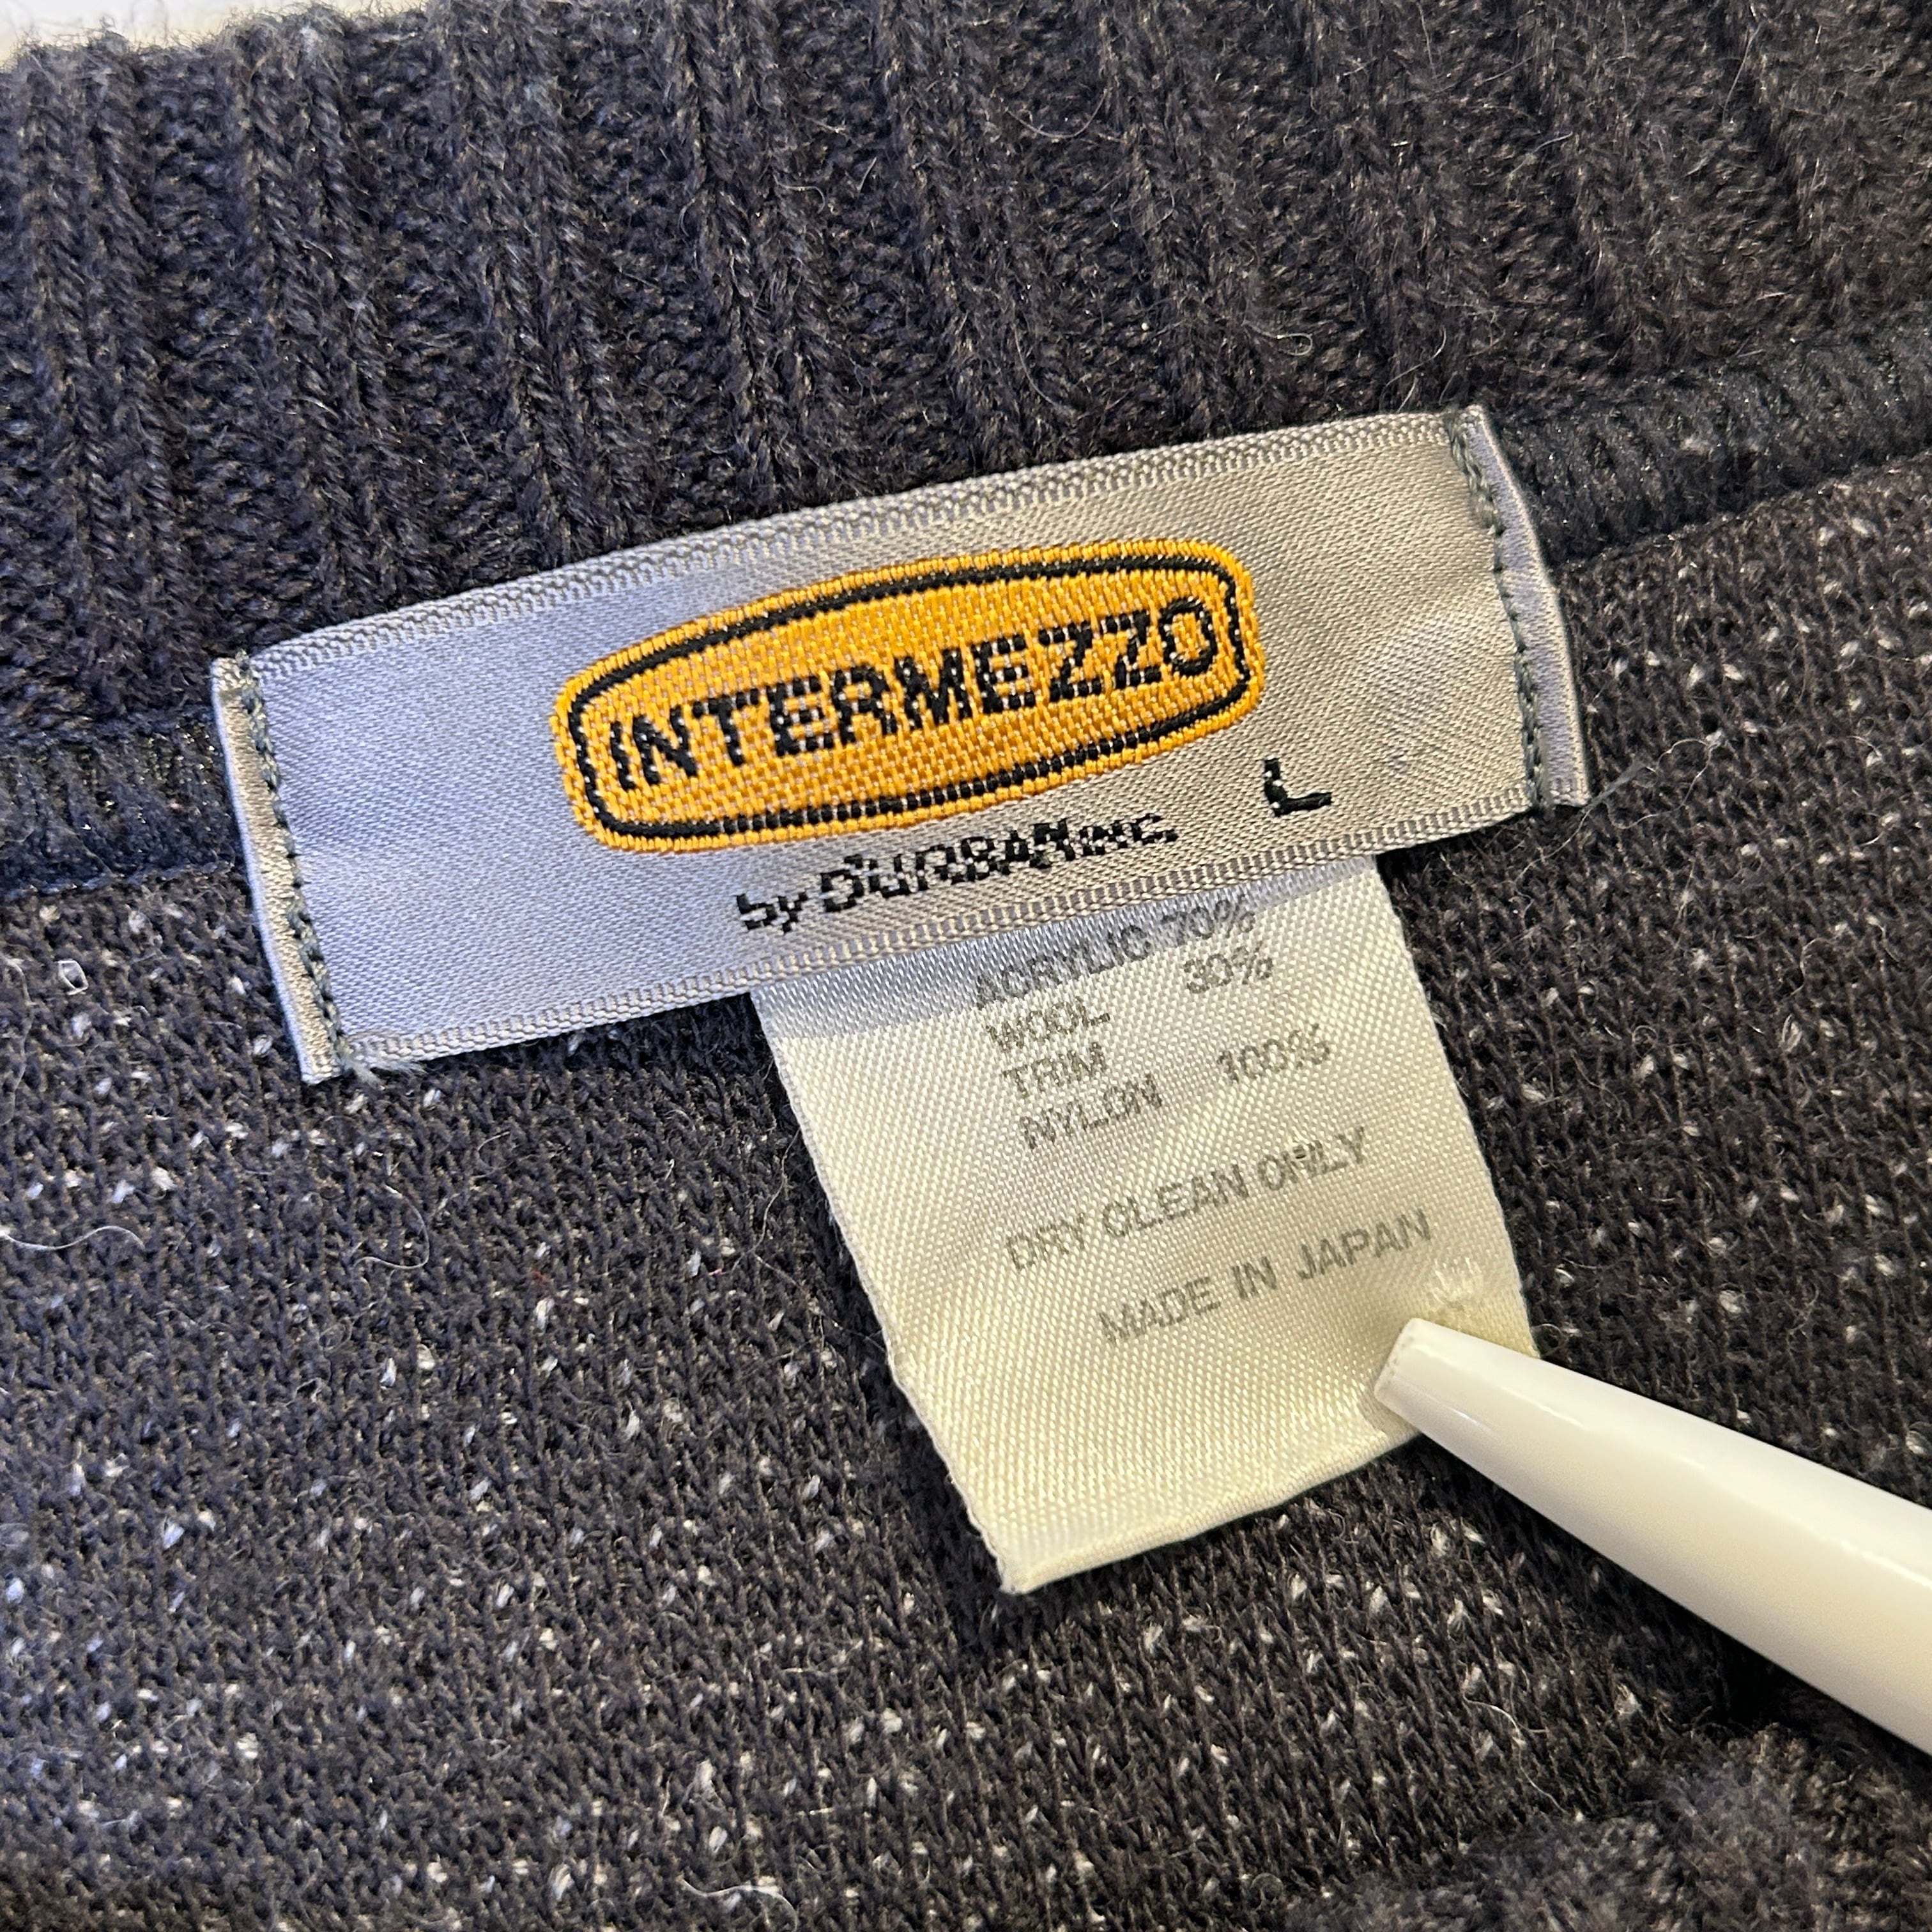 INTERMEZZO
by DURBAN INC. L
ACRYLIC 70%
WOOL 30%
TRIM
NYLON 100%
DRY CLEAN ONLY
MADE IN JAPAN